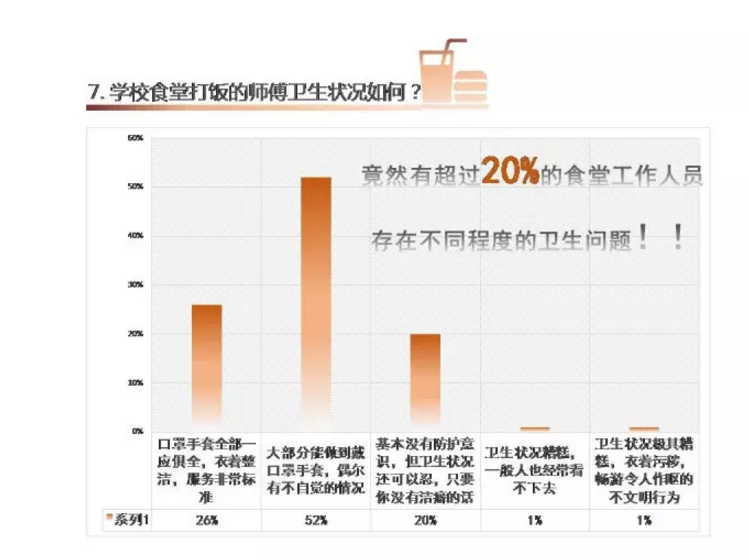 7. 学校食堂打饭的师傅卫生状况如何？
竟然有超过20%的食堂工作人员
存在不同程度的卫生问题！！
60%
50%
40%
30%
20%
10%
0%
口罩手套全部一
应俱全，衣着整
洁，服务非常标
准
大部分能做到戴
口罩手套，偶尔
有不自觉的情况
基本没有防护意
识，但卫生状况
还可以忍，只要
你没有洁癖的话
卫生状况糟糕，
一般人也经常看
不下去
卫生状况极其糟
糕，衣着污秽，
畅游令人作呕的
不文明行为
系列1 26% 52% 20% 1% 1%